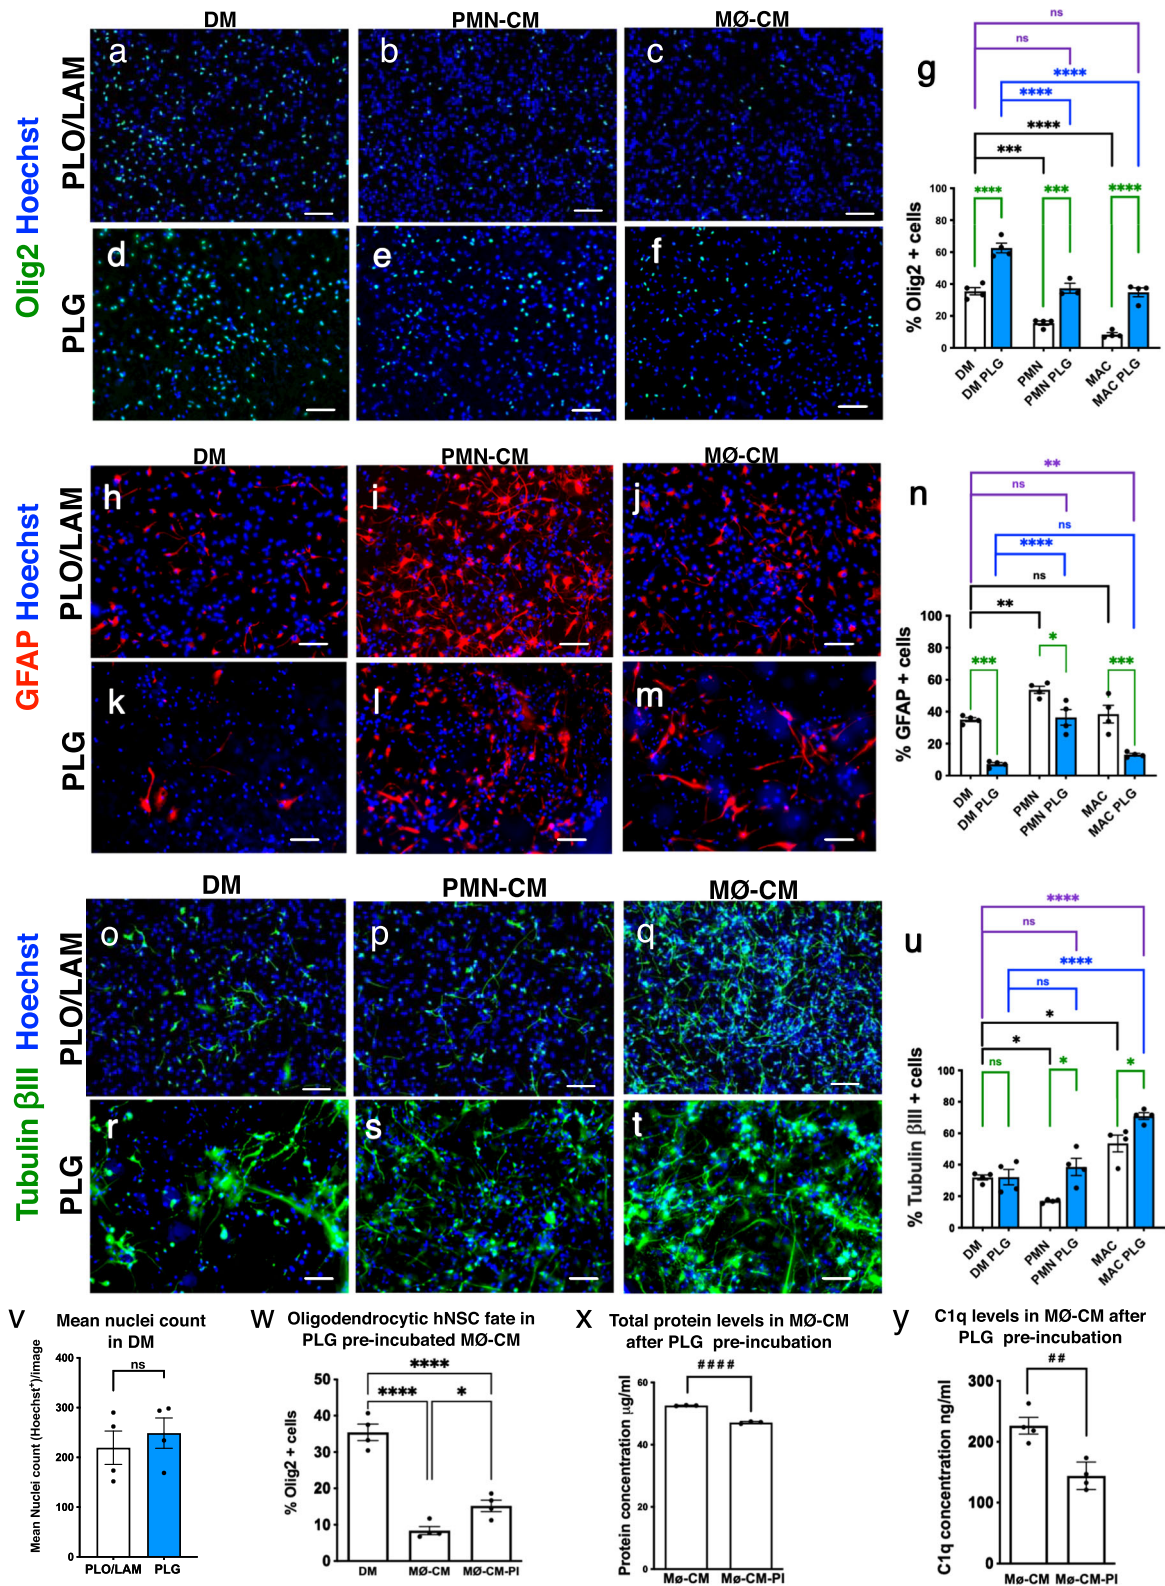 DM PMN-CM MØ-CM
Olig2 Hoechst
PLO/LAM
PLG
a b c
d e f
g
ns
ns
****
****
****
***
**** *** ****
% Olig2 + cells
100
80
60
40
20
0
DM DM PLG PMN PMN PLG MAC MAC PLG
DM PMN-CM MØ-CM
GFAP Hoechst
PLO/LAM
PLG
h i j
k l m
n
**
ns
ns
****
ns
**
*** * ***
% GFAP + cells
100
80
60
40
20
0
DM DM PLG PMN PMN PLG MAC MAC PLG
DM PMN-CM MØ-CM
Tubulin βIII Hoechst
PLO/LAM
PLG
o p q
r s t
u
****
ns
****
ns
*
*
ns * *
% Tubulin βIII + cells
100
80
60
40
20
0
DM DM PLG PMN PMN PLG MAC MAC PLG
v
Mean nuclei count
in DM
Mean Nuclei count (Hoechst+)/image
400
300
200
100
0
ns
PLO/LAM PLG
w
Oligodendrocytic hNSC fate in
PLG pre-incubated MØ-CM
% Olig2 + cells
50
40
30
20
10
0
****
**** *
DM MØ-CM MØ-CM-PI
x
Total protein levels in MØ-CM
after PLG pre-incubation
Protein concentration µg/ml
60
40
20
0
####
Mø-CM Mø-CM-PI
y
C1q levels in MØ-CM after
PLG pre-incubation
C1q concentration ng/ml
300
200
100
0
##
Mø-CM Mø-CM-PI